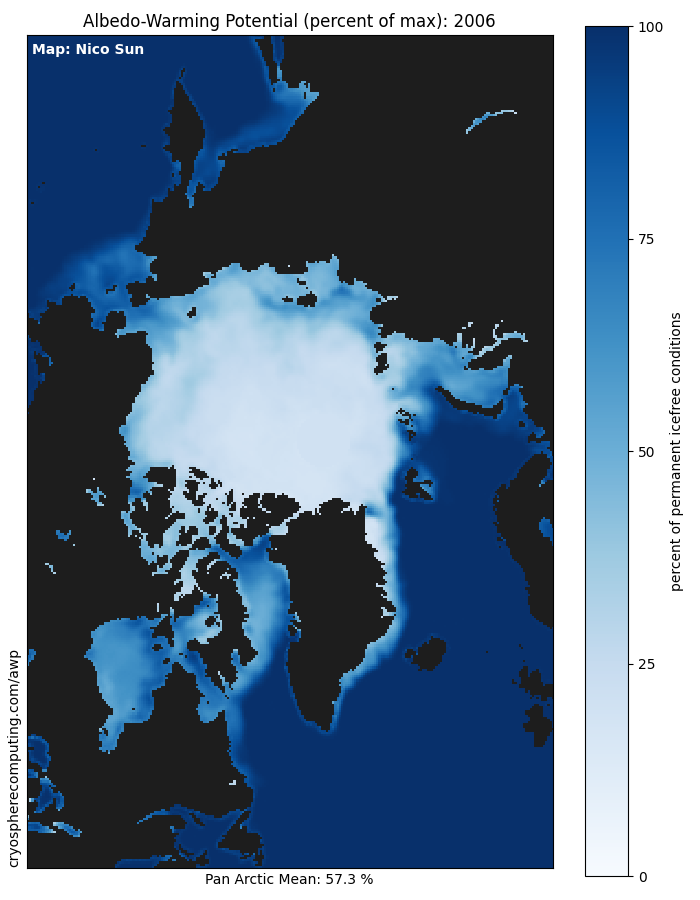 Albedo-Warming Potential (percent of max): 2006
Map: Nico Sun
100
75
50
25
0
percent of permanent icefree conditions
cryospherecomputing.com/awp
Pan Arctic Mean: 57.3 %